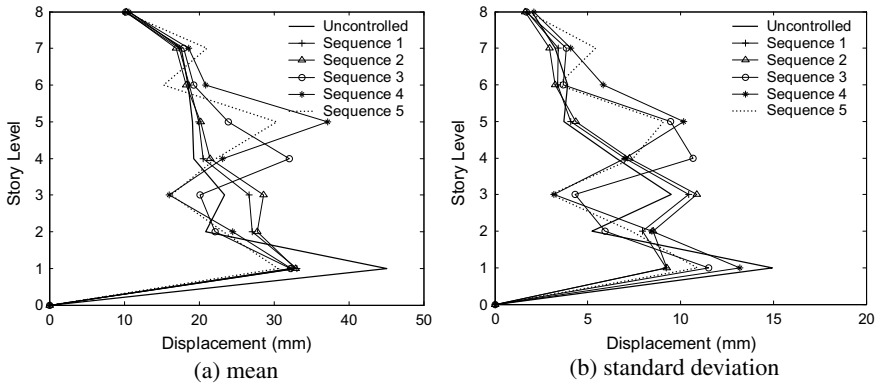 8
7
6
5
4
3
2
1
0
Story Level
0 10 20 30 40 50
Displacement (mm)
Uncontrolled
Sequence 1
Sequence 2
Sequence 3
Sequence 4
Sequence 5
(a) mean
8
7
6
5
4
3
2
1
0
Story Level
0 5 10 15 20
Displacement (mm)
Uncontrolled
Sequence 1
Sequence 2
Sequence 3
Sequence 4
Sequence 5
(b) standard deviation